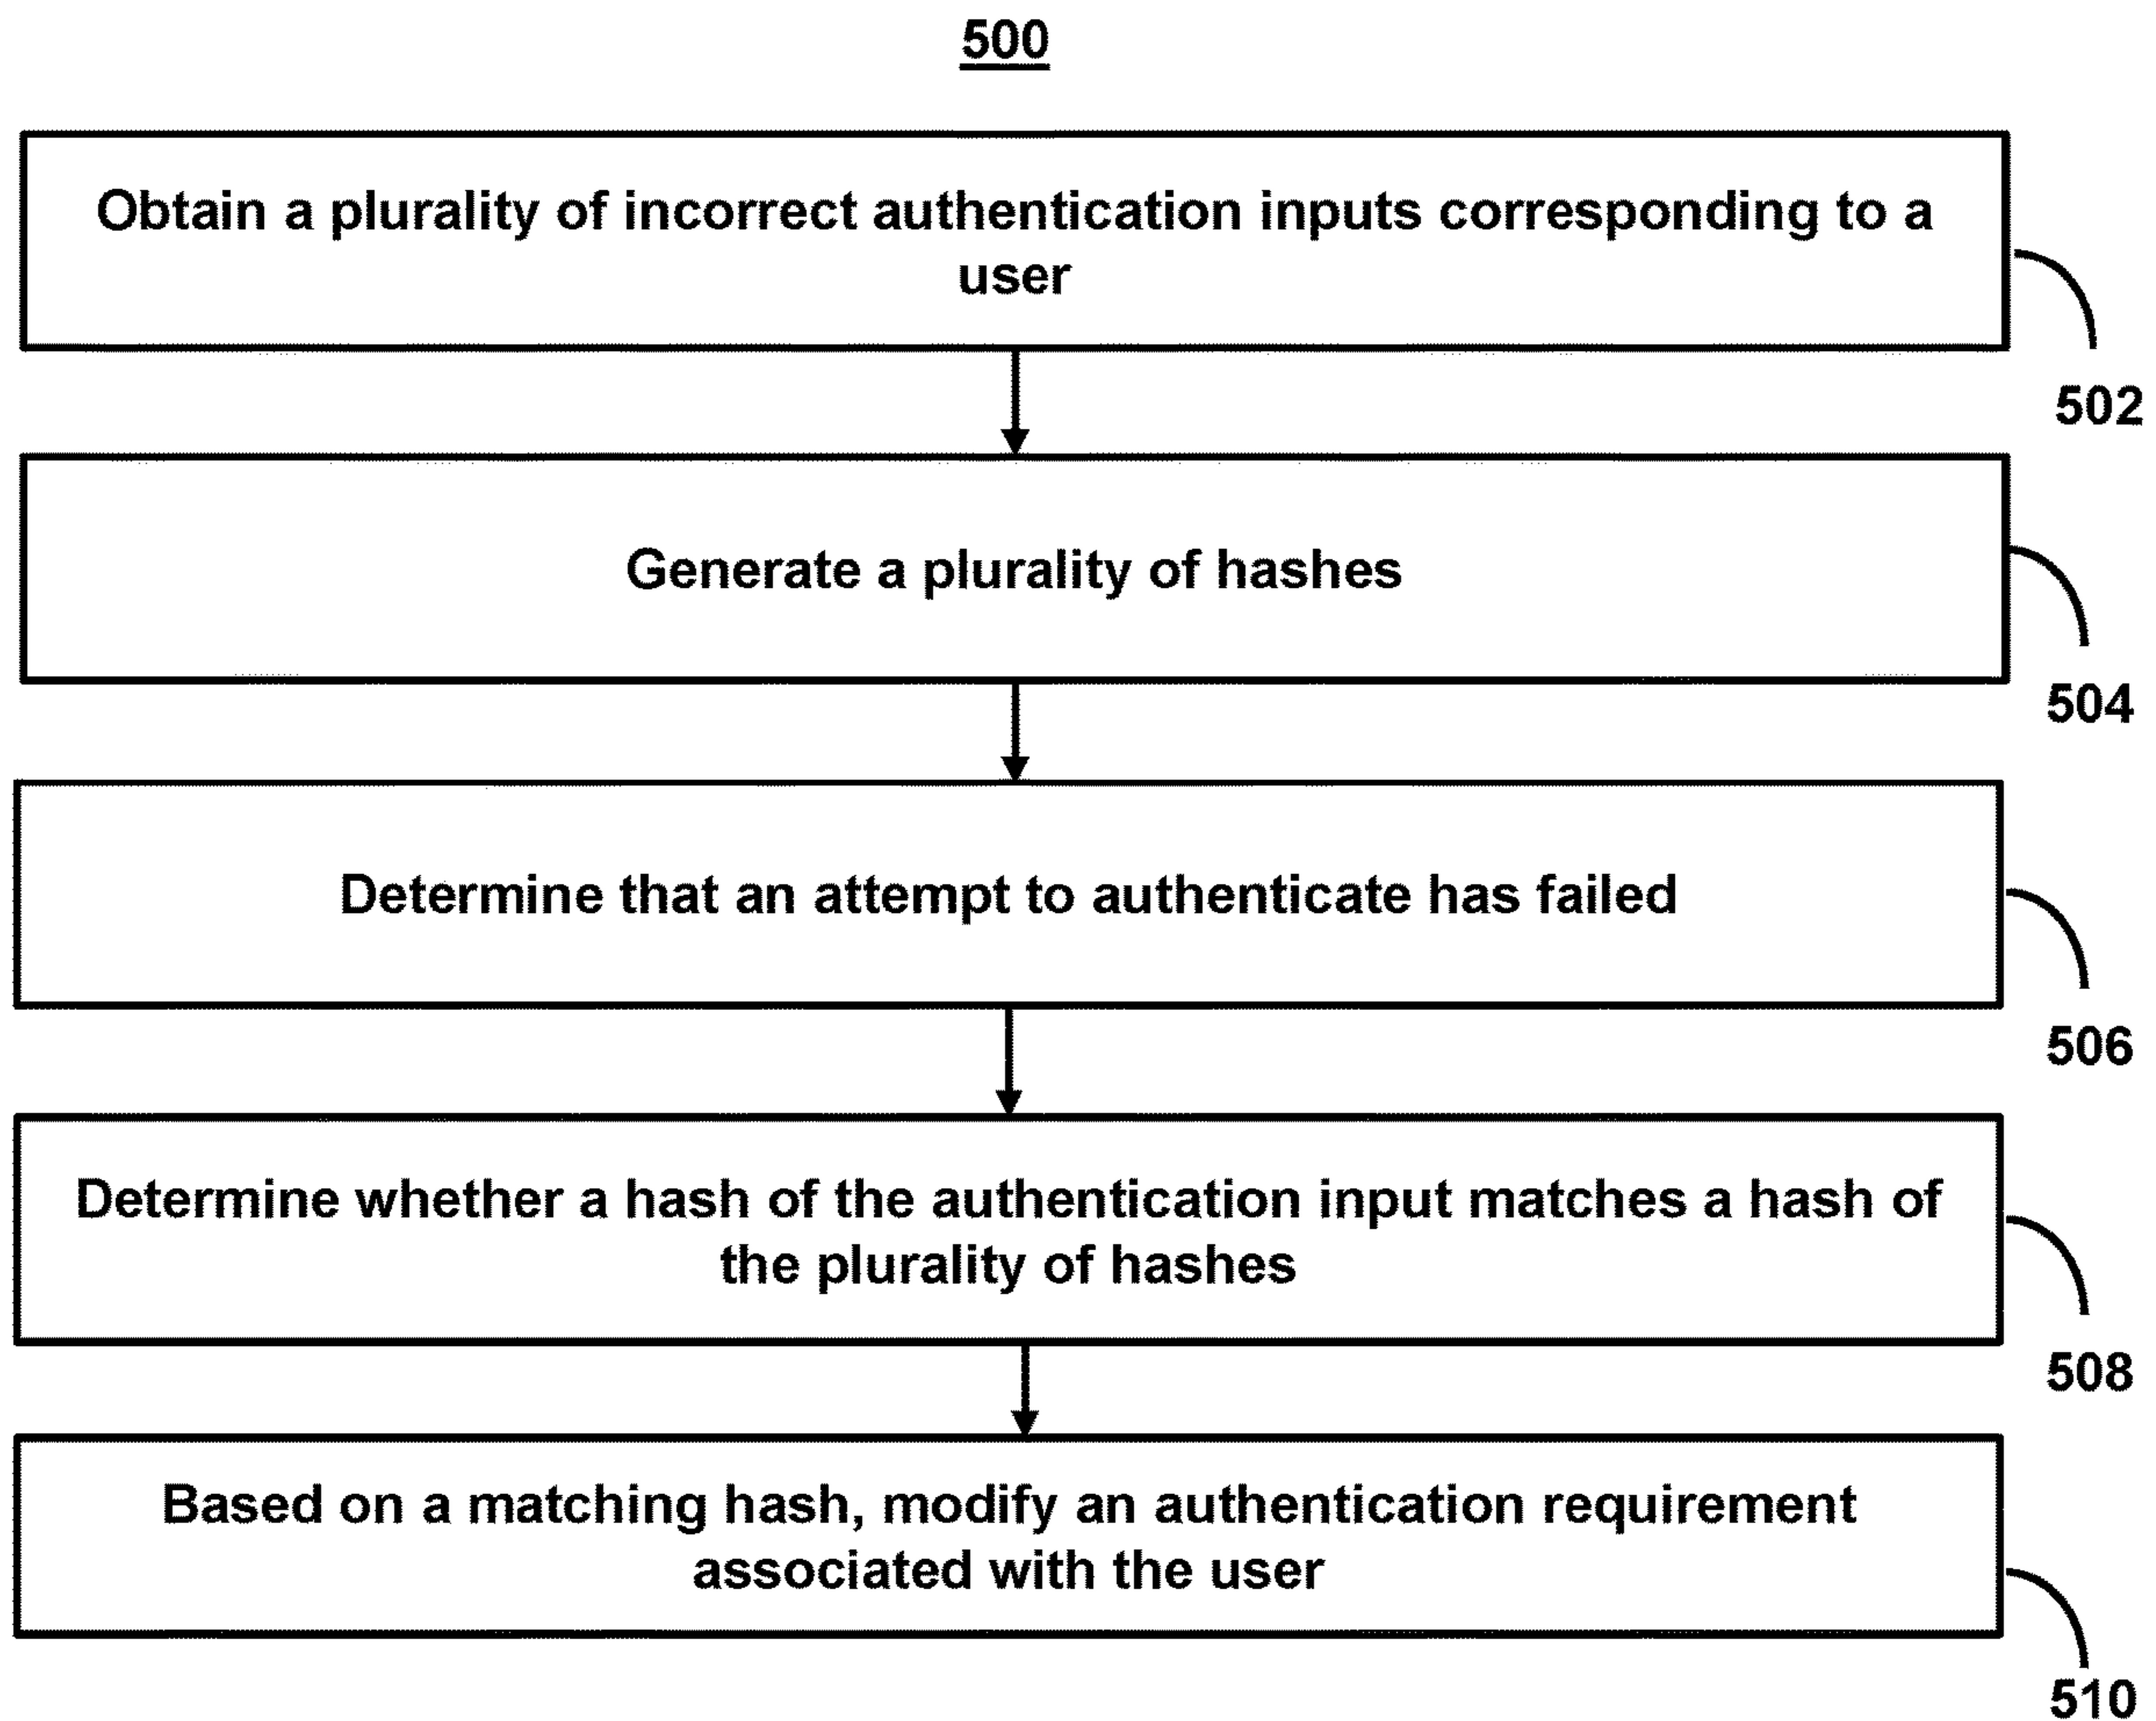 500
Obtain a plurality of incorrect authentication inputs corresponding to a
user
502
Generate a plurality of hashes
504
Determine that an attempt to authenticate has failed
506
Determine whether a hash of the authentication input matches a hash of
the plurality of hashes
508
Based on a matching hash, modify an authentication requirement
associated with the user
510